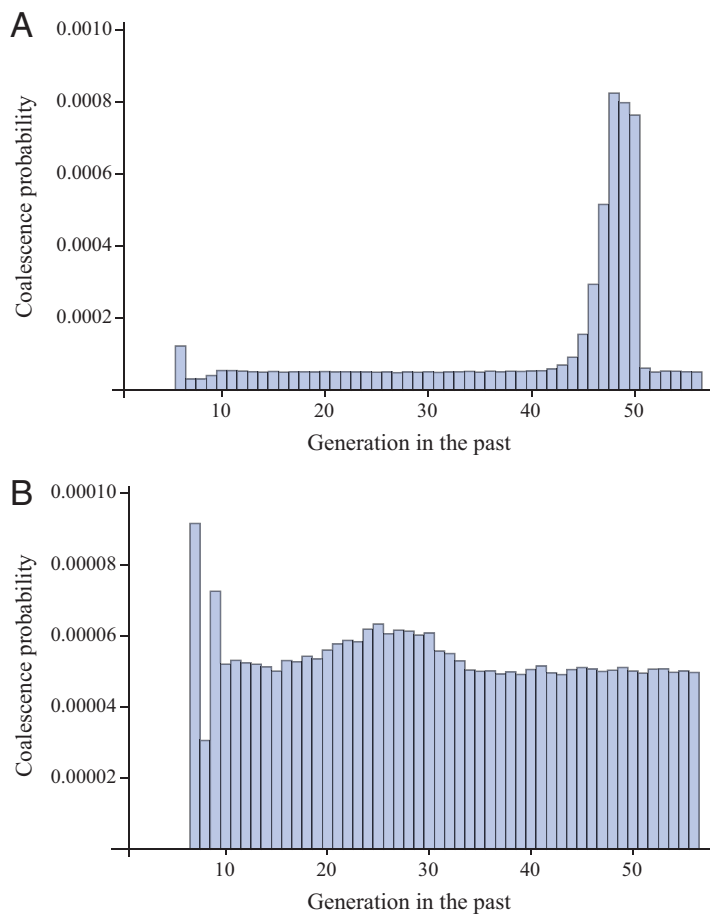 A
Coalescence probability
0.0010
0.0008
0.0006
0.0004
0.0002
10 20 30 40 50
Generation in the past
B
Coalescence probability
0.00010
0.00008
0.00006
0.00004
0.00002
10 20 30 40 50
Generation in the past